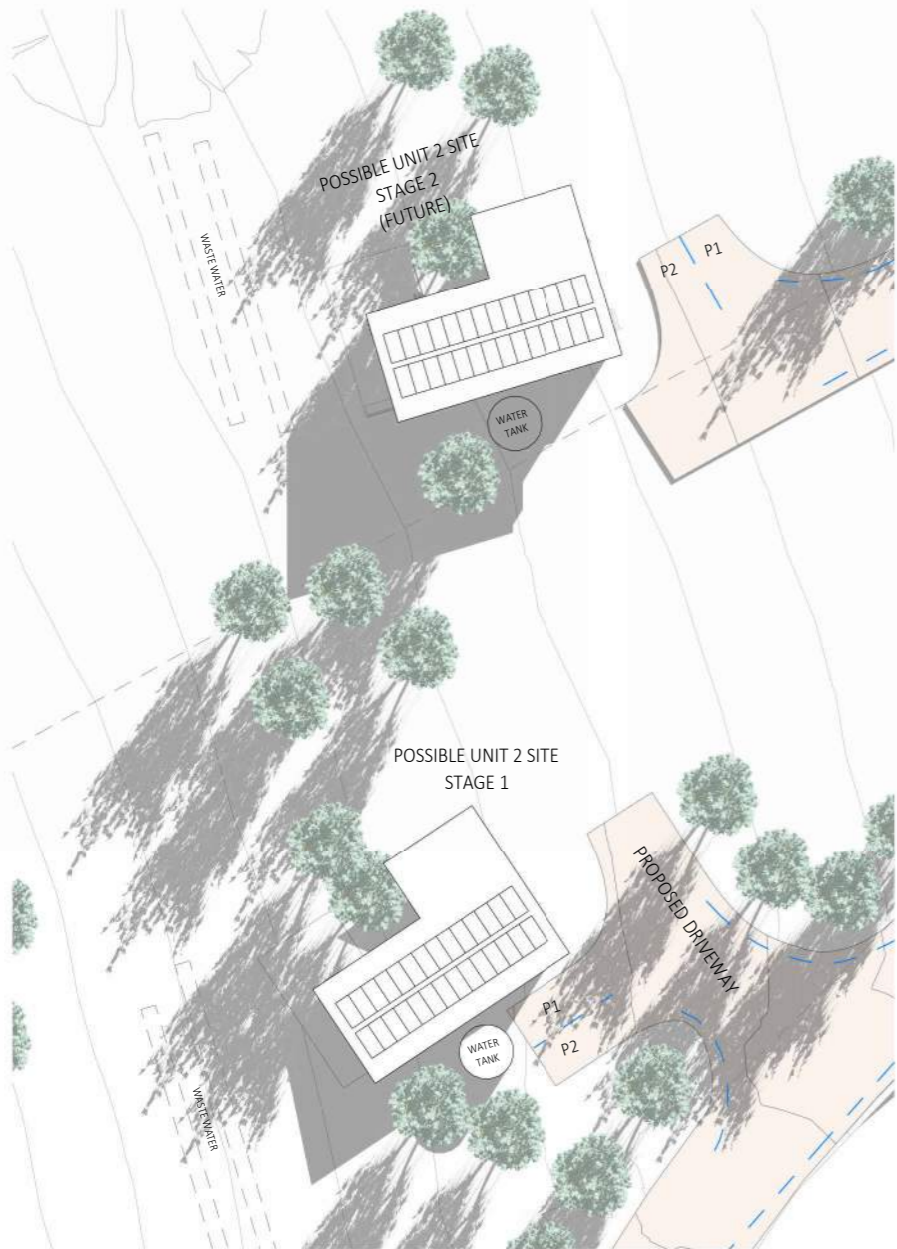 POSSIBLE UNIT 2 SITE
STAGE 2
(FUTURE)
WASTE WATER
P2
P1
WATER
TANK
POSSIBLE UNIT 2 SITE
STAGE 1
PROPOSED DRIVEWAY
P1
P2
WATER
TANK
WASTE WATER